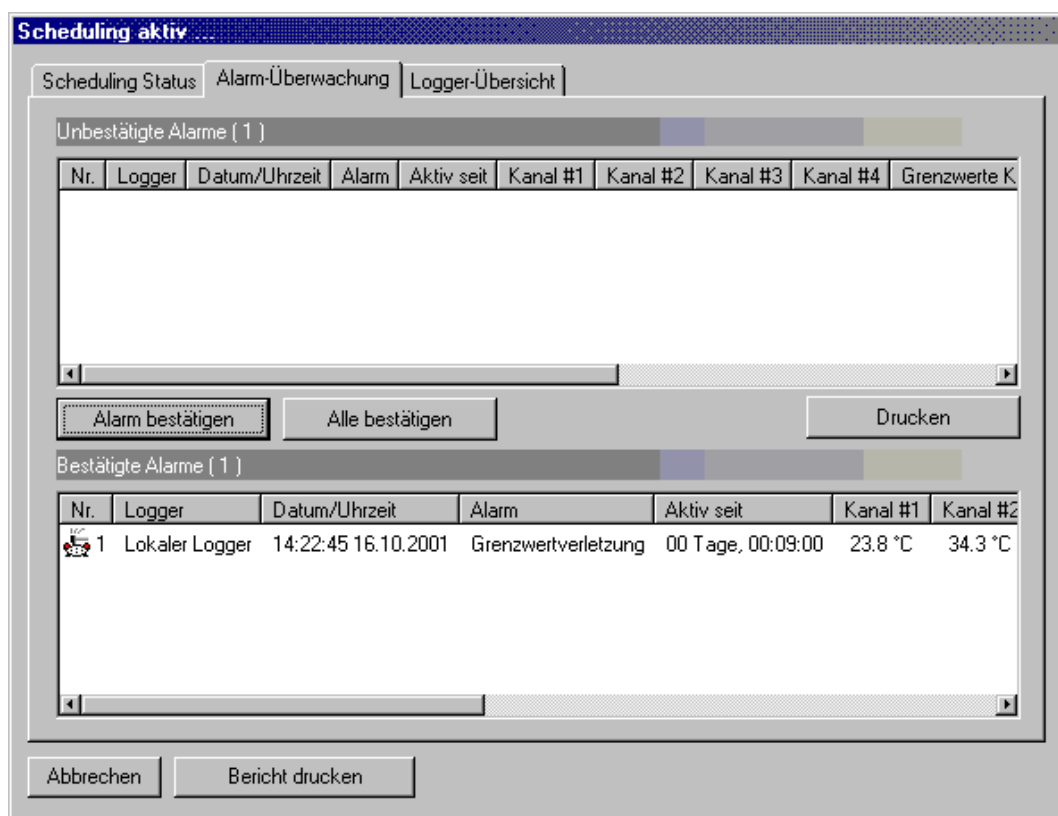 Scheduling aktiv ...
Scheduling Status Alarm-Überwachung Logger-Übersicht
Unbestätigte Alarme ( 1 )
Nr. Logger Datum/Uhrzeit Alarm Aktiv seit Kanal #1 Kanal #2 Kanal #3 Kanal #4 Grenzwerte K
Alarm bestätigen Alle bestätigen Drucken
Bestätigte Alarme ( 1 )
Nr. Logger Datum/Uhrzeit Alarm Aktiv seit Kanal #1 Kanal #2
1 Lokaler Logger 14:22:45 16.10.2001 Grenzwertverletzung 00 Tage, 00:09:00 23.8 °C 34.3 °C
Abbrechen Bericht drucken